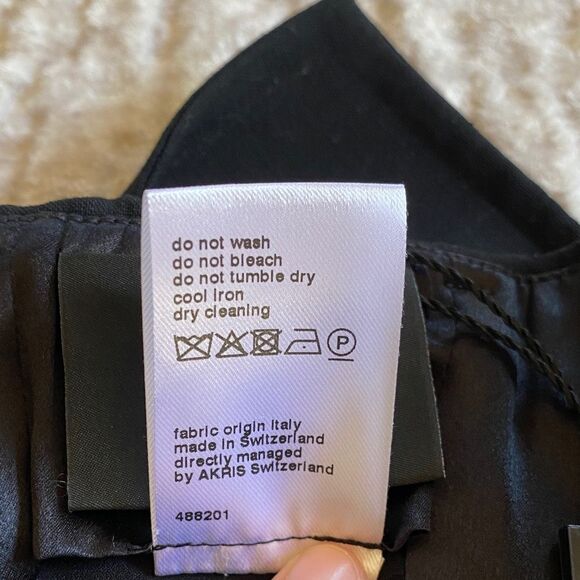 do not wash
do not bleach
do not tumble dry
cool iron
dry cleaning
P
fabric origin Italy
made in Switzerland
directly managed
by AKRIS Switzerland
488201